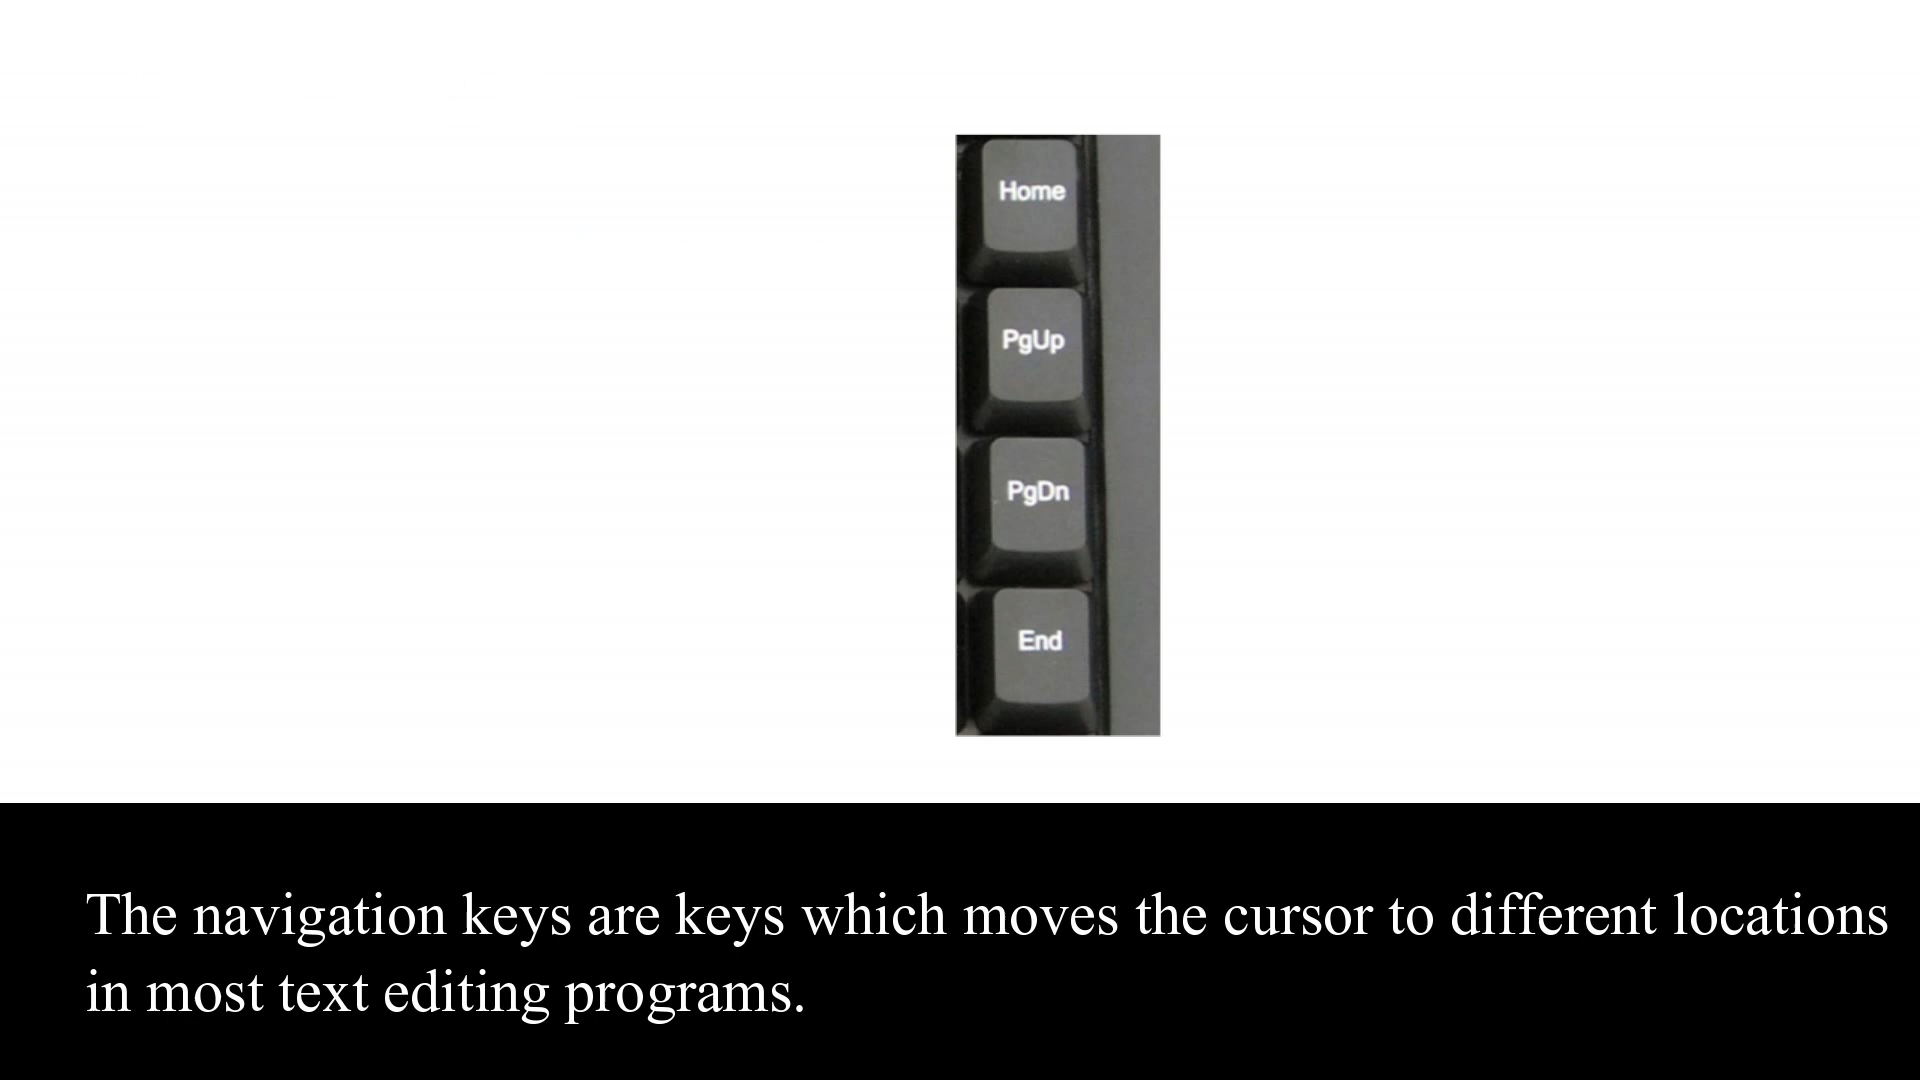 Home
PgUp
PgDn
End
The navigation keys are keys which moves the cursor to different locations
in most text editing programs.